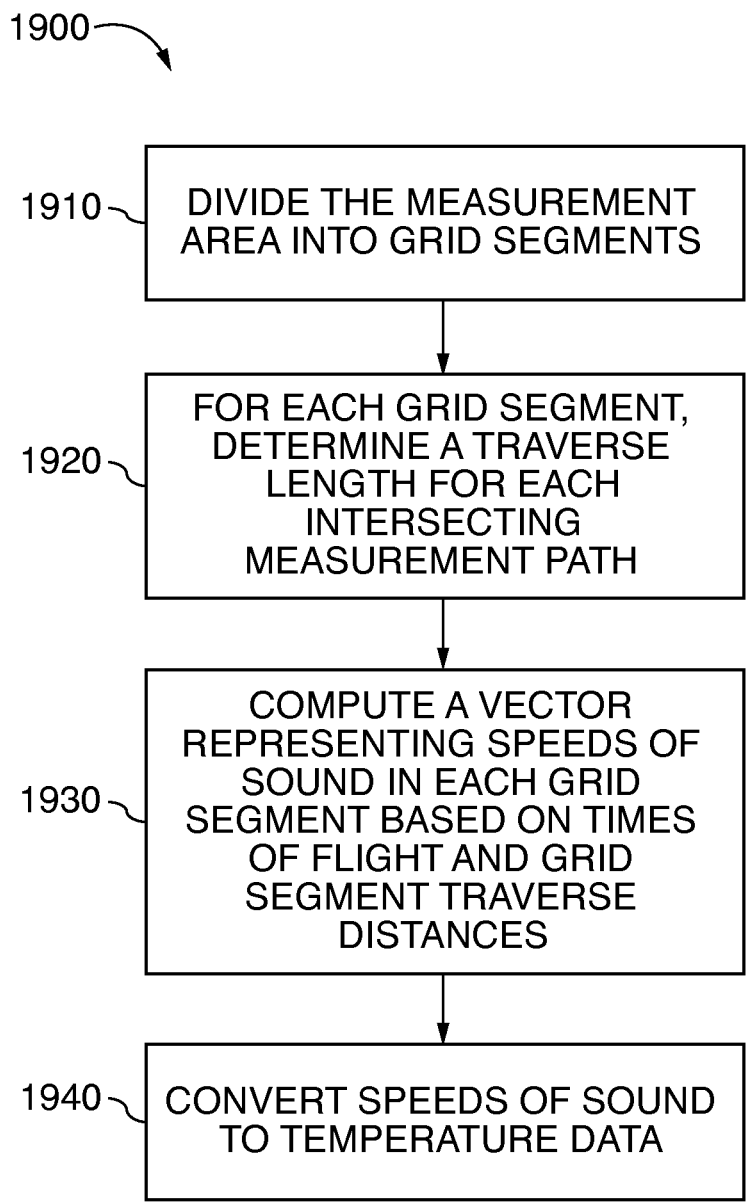 1900
1910
DIVIDE THE MEASUREMENT
AREA INTO GRID SEGMENTS
1920
FOR EACH GRID SEGMENT,
DETERMINE A TRAVERSE
LENGTH FOR EACH
INTERSECTING
MEASUREMENT PATH
1930
COMPUTE A VECTOR
REPRESENTING SPEEDS OF
SOUND IN EACH GRID
SEGMENT BASED ON TIMES
OF FLIGHT AND GRID
SEGMENT TRAVERSE
DISTANCES
1940
CONVERT SPEEDS OF SOUND
TO TEMPERATURE DATA